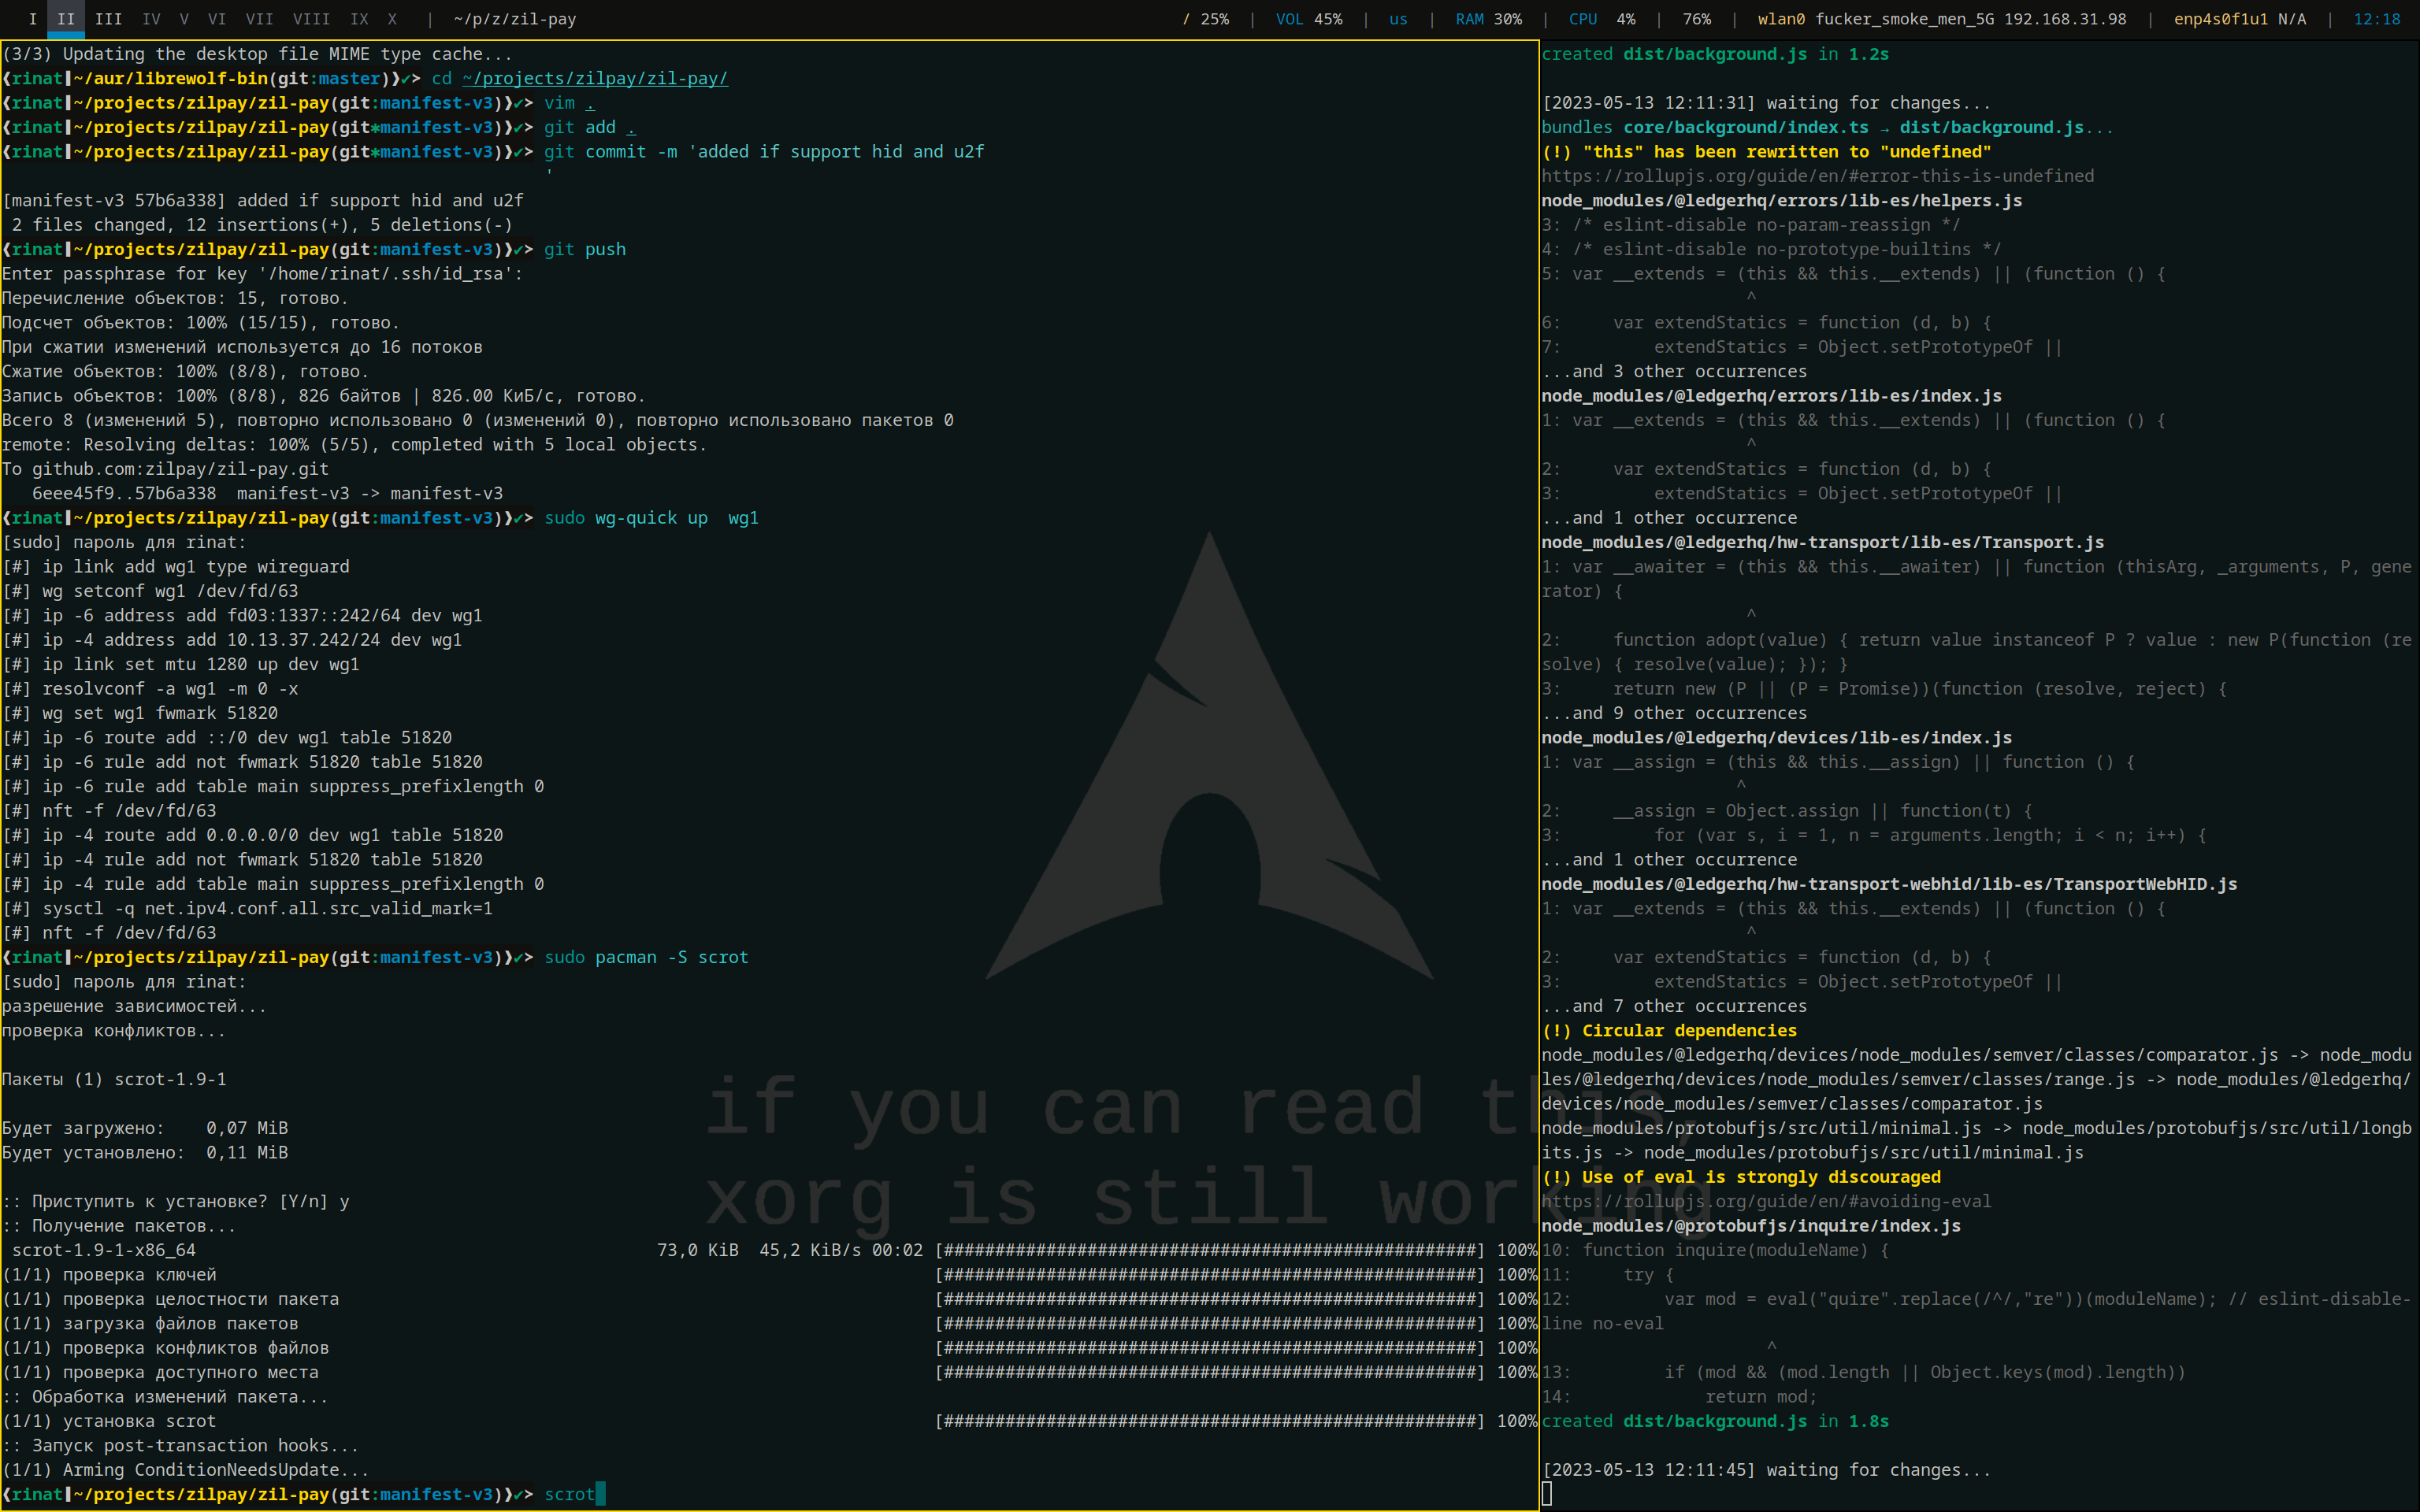 I II III IV V VI VII VIII IX X | ~/p/z/zil-pay / 25% | VOL 45% | us | RAM 30% | CPU 4% | 76% | wlan0 fucker_smoke_men_5G 192.168.31.98 | enp4s0f1u1 N/A | 12:18
(3/3) Updating the desktop file MIME type cache...
❰rinat❙~/aur/librewolf-bin(git:master)❱✔➤ cd ~/projects/zilpay/zil-pay/
❰rinat❙~/projects/zilpay/zil-pay(git:manifest-v3)❱✔➤ vim .
❰rinat❙~/projects/zilpay/zil-pay(git✱manifest-v3)❱✔➤ git add .
❰rinat❙~/projects/zilpay/zil-pay(git✱manifest-v3)❱✔➤ git commit -m 'added if support hid and u2f
'
[manifest-v3 57b6a338] added if support hid and u2f
 2 files changed, 12 insertions(+), 5 deletions(-)
❰rinat❙~/projects/zilpay/zil-pay(git:manifest-v3)❱✔➤ git push
Enter passphrase for key '/home/rinat/.ssh/id_rsa':
Перечисление объектов: 15, готово.
Подсчет объектов: 100% (15/15), готово.
При сжатии изменений используется до 16 потоков
Сжатие объектов: 100% (8/8), готово.
Запись объектов: 100% (8/8), 826 байтов | 826.00 КиБ/с, готово.
Всего 8 (изменений 5), повторно использовано 0 (изменений 0), повторно использовано пакетов 0
remote: Resolving deltas: 100% (5/5), completed with 5 local objects.
To github.com:zilpay/zil-pay.git
   6eee45f9..57b6a338  manifest-v3 -> manifest-v3
❰rinat❙~/projects/zilpay/zil-pay(git:manifest-v3)❱✔➤ sudo wg-quick up  wg1
[sudo] пароль для rinat:
[#] ip link add wg1 type wireguard
[#] wg setconf wg1 /dev/fd/63
[#] ip -6 address add fd03:1337::242/64 dev wg1
[#] ip -4 address add 10.13.37.242/24 dev wg1
[#] ip link set mtu 1280 up dev wg1
[#] resolvconf -a wg1 -m 0 -x
[#] wg set wg1 fwmark 51820
[#] ip -6 route add ::/0 dev wg1 table 51820
[#] ip -6 rule add not fwmark 51820 table 51820
[#] ip -6 rule add table main suppress_prefixlength 0
[#] nft -f /dev/fd/63
[#] ip -4 route add 0.0.0.0/0 dev wg1 table 51820
[#] ip -4 rule add not fwmark 51820 table 51820
[#] ip -4 rule add table main suppress_prefixlength 0
[#] sysctl -q net.ipv4.conf.all.src_valid_mark=1
[#] nft -f /dev/fd/63
❰rinat❙~/projects/zilpay/zil-pay(git:manifest-v3)❱✔➤ sudo pacman -S scrot
[sudo] пароль для rinat:
разрешение зависимостей...
проверка конфликтов...
Пакеты (1) scrot-1.9-1
Будет загружено:    0,07 MiB
Будет установлено:  0,11 MiB
:: Приступить к установке? [Y/n] y
:: Получение пакетов...
 scrot-1.9-1-x86_64 73,0 KiB  45,2 KiB/s 00:02 [####################################################] 100%
(1/1) проверка ключей [####################################################] 100%
(1/1) проверка целостности пакета [####################################################] 100%
(1/1) загрузка файлов пакетов [####################################################] 100%
(1/1) проверка конфликтов файлов [####################################################] 100%
(1/1) проверка доступного места [####################################################] 100%
:: Обработка изменений пакета...
(1/1) установка scrot [####################################################] 100%
:: Запуск post-transaction hooks...
(1/1) Arming ConditionNeedsUpdate...
❰rinat❙~/projects/zilpay/zil-pay(git:manifest-v3)❱✔➤ scrot
if you can read this,
xorg is still working
created dist/background.js in 1.2s
[2023-05-13 12:11:31] waiting for changes...
bundles core/background/index.ts → dist/background.js...
(!) "this" has been rewritten to "undefined"
https://rollupjs.org/guide/en/#error-this-is-undefined
node_modules/@ledgerhq/errors/lib-es/helpers.js
3: /* eslint-disable no-param-reassign */
4: /* eslint-disable no-prototype-builtins */
5: var __extends = (this && this.__extends) || (function () {
^
6:     var extendStatics = function (d, b) {
7:         extendStatics = Object.setPrototypeOf ||
...and 3 other occurrences
node_modules/@ledgerhq/errors/lib-es/index.js
1: var __extends = (this && this.__extends) || (function () {
^
2:     var extendStatics = function (d, b) {
3:         extendStatics = Object.setPrototypeOf ||
...and 1 other occurrence
node_modules/@ledgerhq/hw-transport/lib-es/Transport.js
1: var __awaiter = (this && this.__awaiter) || function (thisArg, _arguments, P, gene
rator) {
^
2:     function adopt(value) { return value instanceof P ? value : new P(function (re
solve) { resolve(value); }); }
3:     return new (P || (P = Promise))(function (resolve, reject) {
...and 9 other occurrences
node_modules/@ledgerhq/devices/lib-es/index.js
1: var __assign = (this && this.__assign) || function () {
^
2:     __assign = Object.assign || function(t) {
3:         for (var s, i = 1, n = arguments.length; i < n; i++) {
...and 1 other occurrence
node_modules/@ledgerhq/hw-transport-webhid/lib-es/TransportWebHID.js
1: var __extends = (this && this.__extends) || (function () {
^
2:     var extendStatics = function (d, b) {
3:         extendStatics = Object.setPrototypeOf ||
...and 7 other occurrences
(!) Circular dependencies
node_modules/@ledgerhq/devices/node_modules/semver/classes/comparator.js -> node_modu
les/@ledgerhq/devices/node_modules/semver/classes/range.js -> node_modules/@ledgerhq/
devices/node_modules/semver/classes/comparator.js
node_modules/protobufjs/src/util/minimal.js -> node_modules/protobufjs/src/util/longb
its.js -> node_modules/protobufjs/src/util/minimal.js
(!) Use of eval is strongly discouraged
https://rollupjs.org/guide/en/#avoiding-eval
node_modules/@protobufjs/inquire/index.js
10: function inquire(moduleName) {
11:     try {
12:         var mod = eval("quire".replace(/^/,"re"))(moduleName); // eslint-disable-
line no-eval
^
13:         if (mod && (mod.length || Object.keys(mod).length))
14:             return mod;
created dist/background.js in 1.8s
[2023-05-13 12:11:45] waiting for changes...